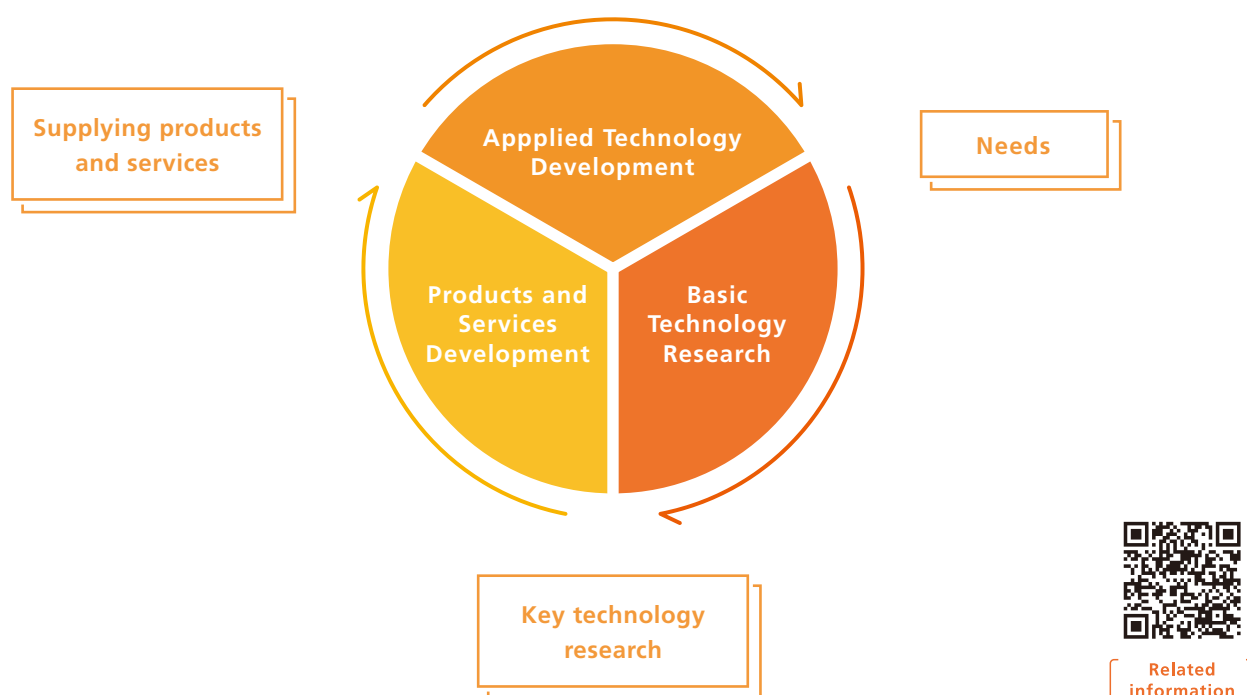 Supplying products
and services
Appplied Technology
Development
Needs
Products and
Services
Development
Basic
Technology
Research
Key technology
research
Related
information